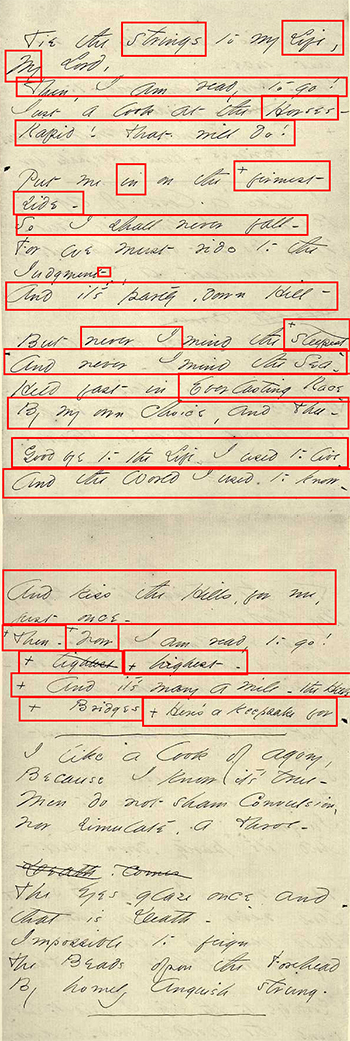 Tie the Strings to my Life,
My Lord,
Then, I am ready to go!
Just a Look at the Horses-
Rapid! That will do!
Put me in on the + firmest-
Side-
So I shall never fall-
For we must ride to the
Judgment-
And it's partly, down Hill-
But never I mind the + steepest
And never I mind the Sea-
Held fast in Everlasting Race
By my own Choice, and Thee-
Good bye to the Life I used to live,
And the World I used to know-
And kiss the Hills, for me,
just once-
+ Then- + now I am ready to go!
+ tightest + highest-
+ And it's many a mile- the
+ Bridges + Here's a keepsake for
I like a look of agony,
Because I know it's true-
Men do not sham Convulsion,
nor simulate, a Throe-
Death, comes
The Eyes glaze once and
that is Death-
Impossible to feign
The Beads upon the Forehead
By homely Anguish strung.